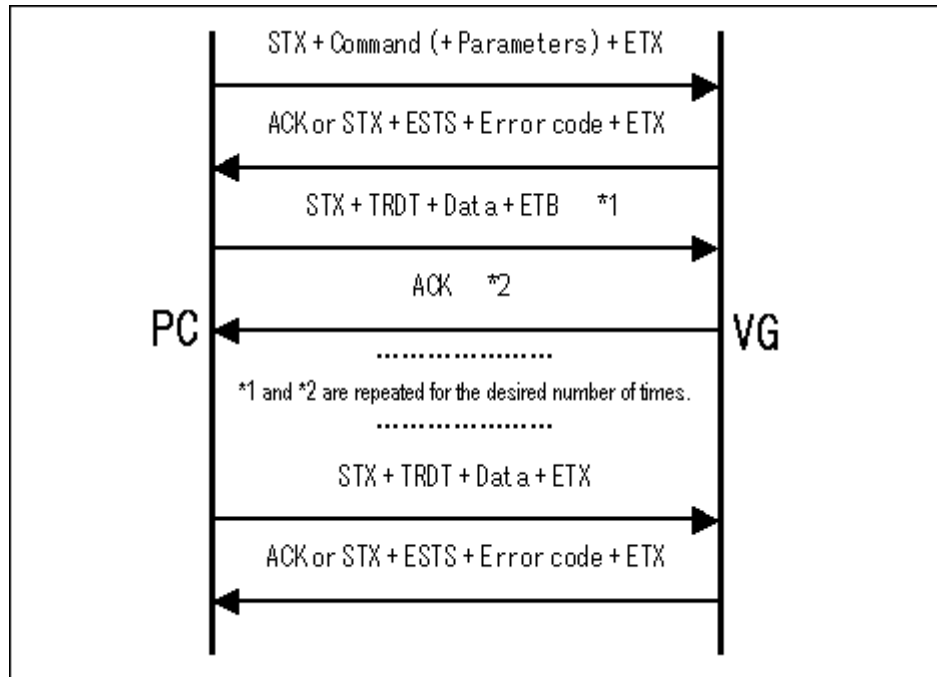 STX + Command (+ Parameters) + ETX
ACK or STX + ESTS + Error code + ETX
STX + TRDT + Data + ETB *1
ACK *2
PC VG
.....................
*1 and *2 are repeated for the desired number of times.
.....................
STX + TRDT + Data + ETX
ACK or STX + ESTS + Error code + ETX